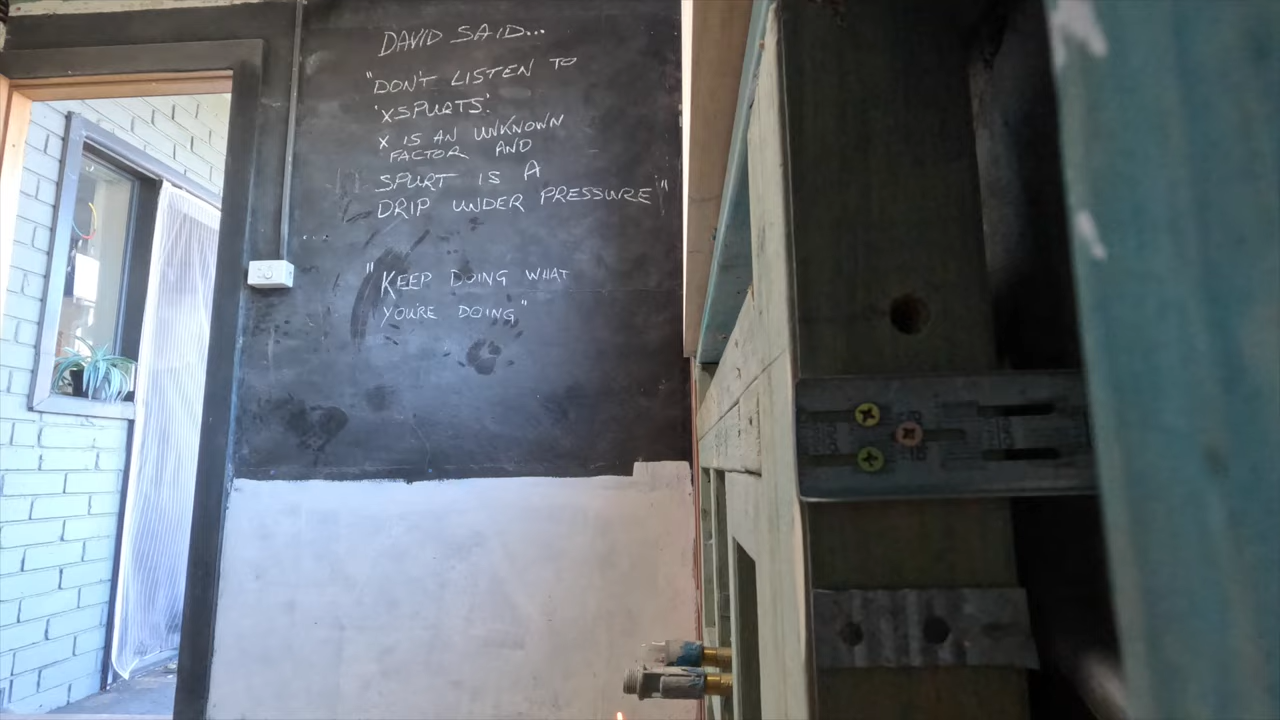 DAVID SAID...
"DON'T LISTEN TO
'XSPURTS'.
X IS AN UNKNOWN
FACTOR AND
SPURT IS A
DRIP UNDER PRESSURE"
"KEEP DOING WHAT
YOU'RE DOING"